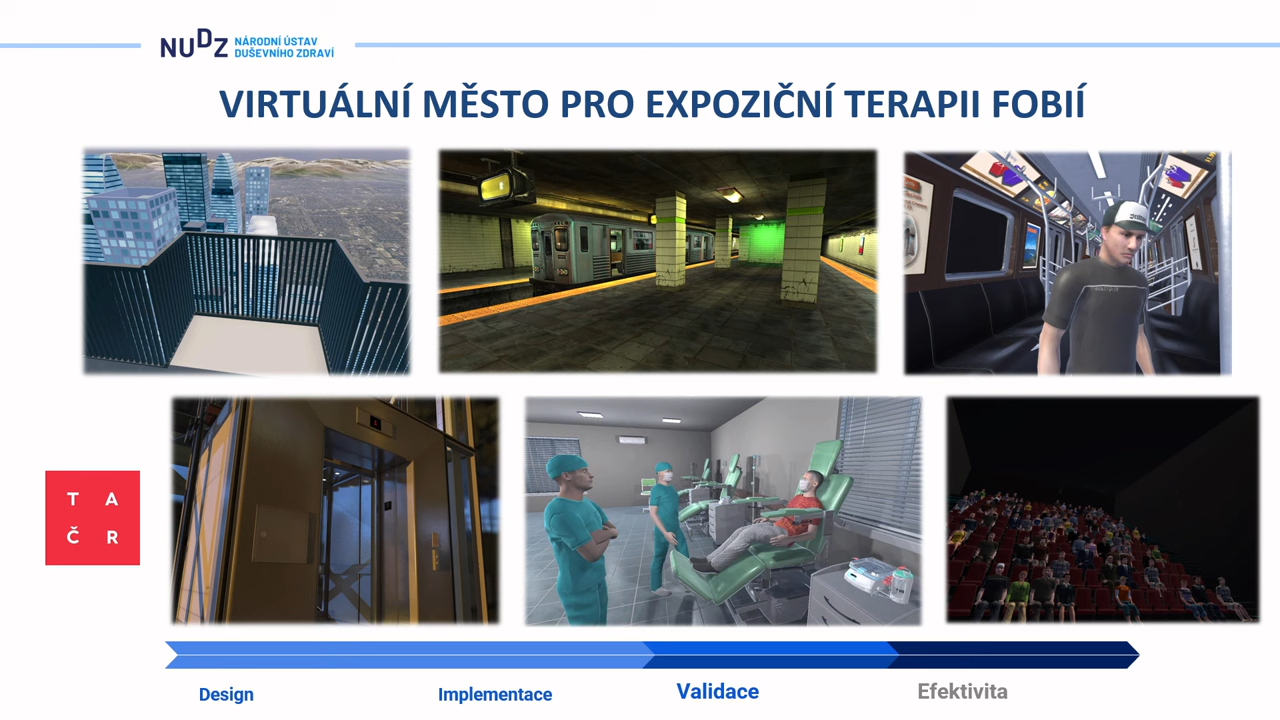 NUDZ NÁRODNÍ ÚSTAV
DUŠEVNÍHO ZDRAVÍ
VIRTUÁLNÍ MĚSTO PRO EXPOZIČNÍ TERAPII FOBIÍ
T A
Č R
Design
Implementace
Validace
Efektivita